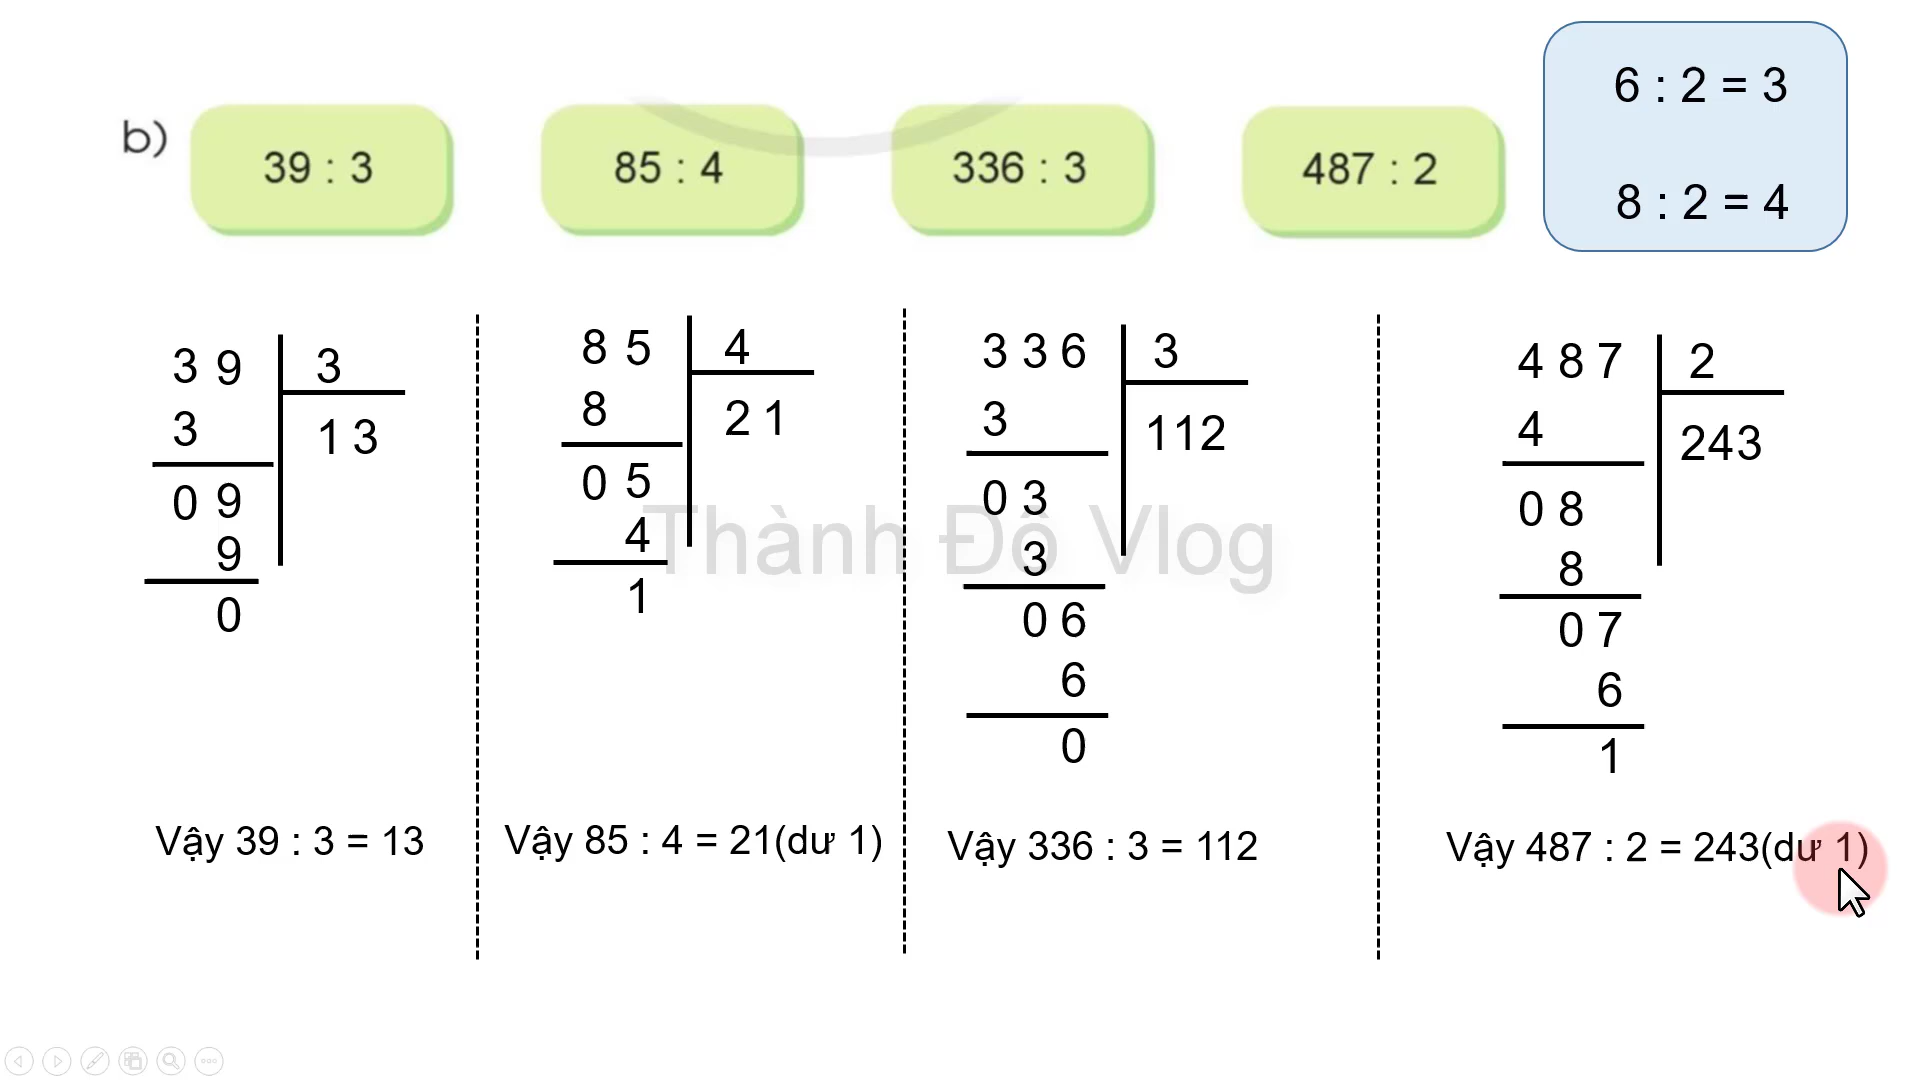 b)
39 : 3
85 : 4
336 : 3
487 : 2
6 : 2 = 3
8 : 2 = 4
3 9 3
3
1 3
0 9
9
0
8 5 4
8
2 1
0 5
4
1
3 3 6 3
3
112
0 3
3
0 6
6
0
4 8 7 2
4
243
0 8
8
0 7
6
1
Thành Đô Vlog
Vậy 39 : 3 = 13
Vậy 85 : 4 = 21(dư 1)
Vậy 336 : 3 = 112
Vậy 487 : 2 = 243(dư 1)